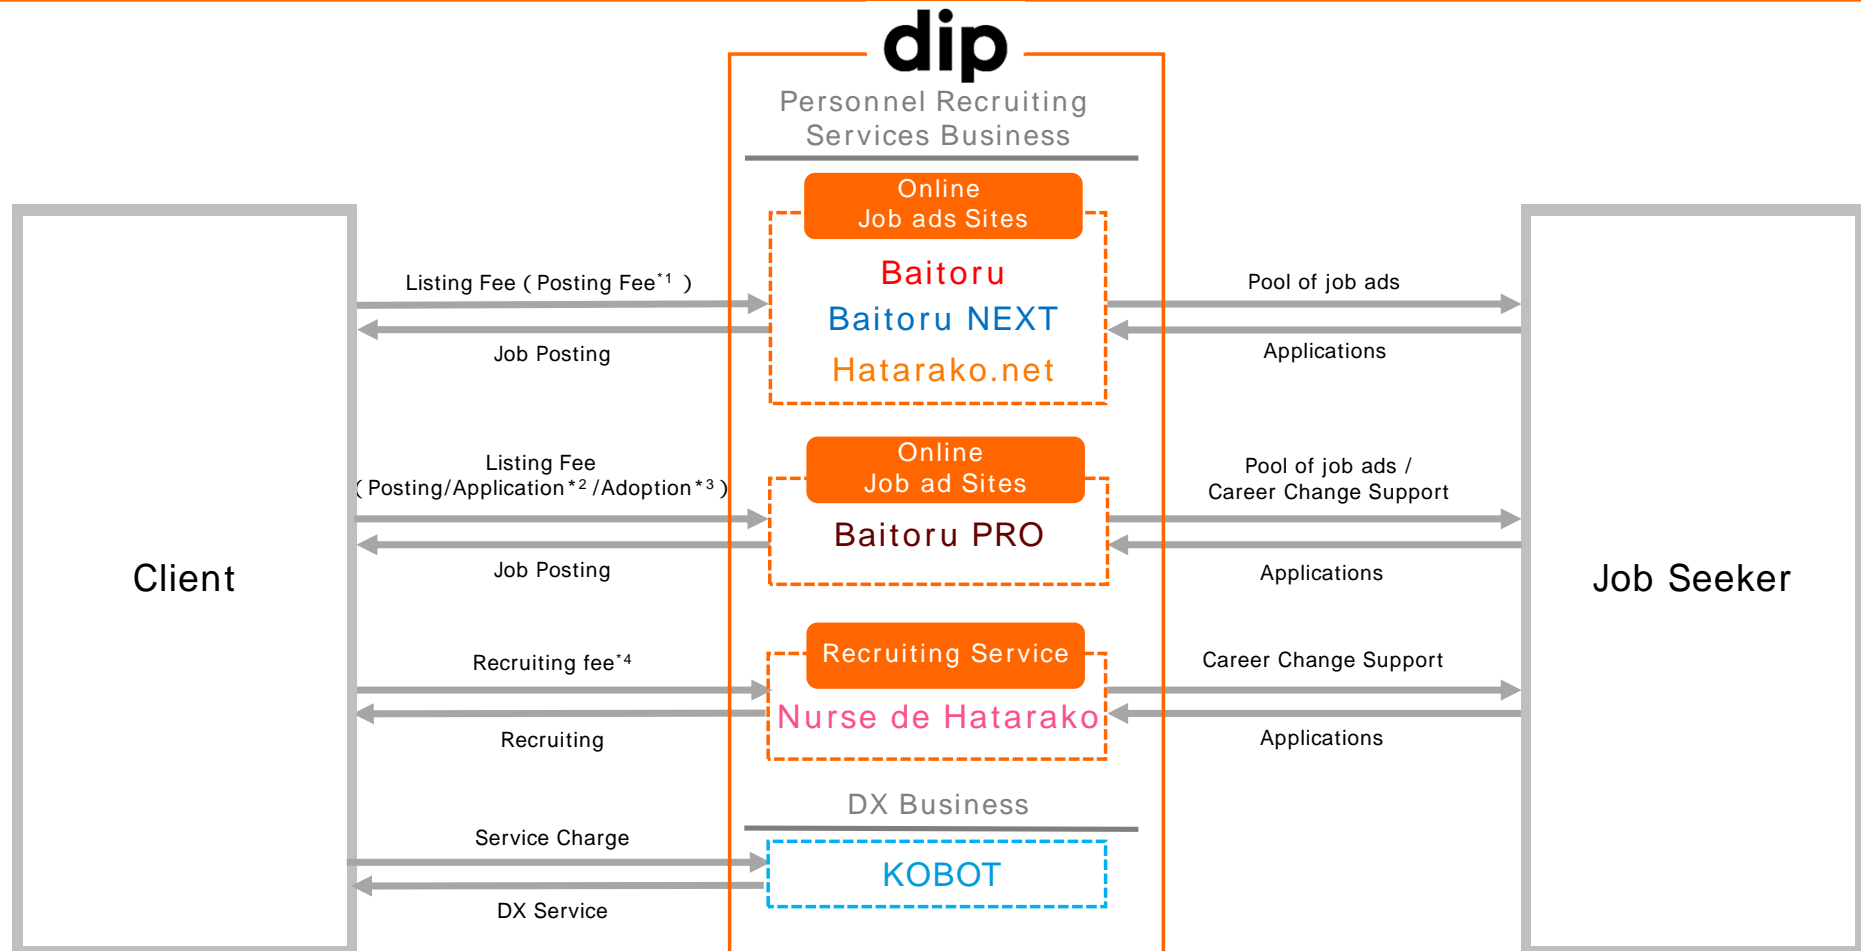 dip
Personnel Recruiting
Services Business
Online
Job ads Sites
Baitoru
Baitoru NEXT
Hatarako.net
Listing Fee ( Posting Fee*1 )
Job Posting
Pool of job ads
Applications
Online
Job ad Sites
Baitoru PRO
Listing Fee
( Posting/Application*2 /Adoption*3 )
Job Posting
Pool of job ads /
Career Change Support
Applications
Client
Job Seeker
Recruiting Service
Nurse de Hatarako
Recruiting fee*4
Recruiting
Career Change Support
Applications
DX Business
KOBOT
Service Charge
DX Service